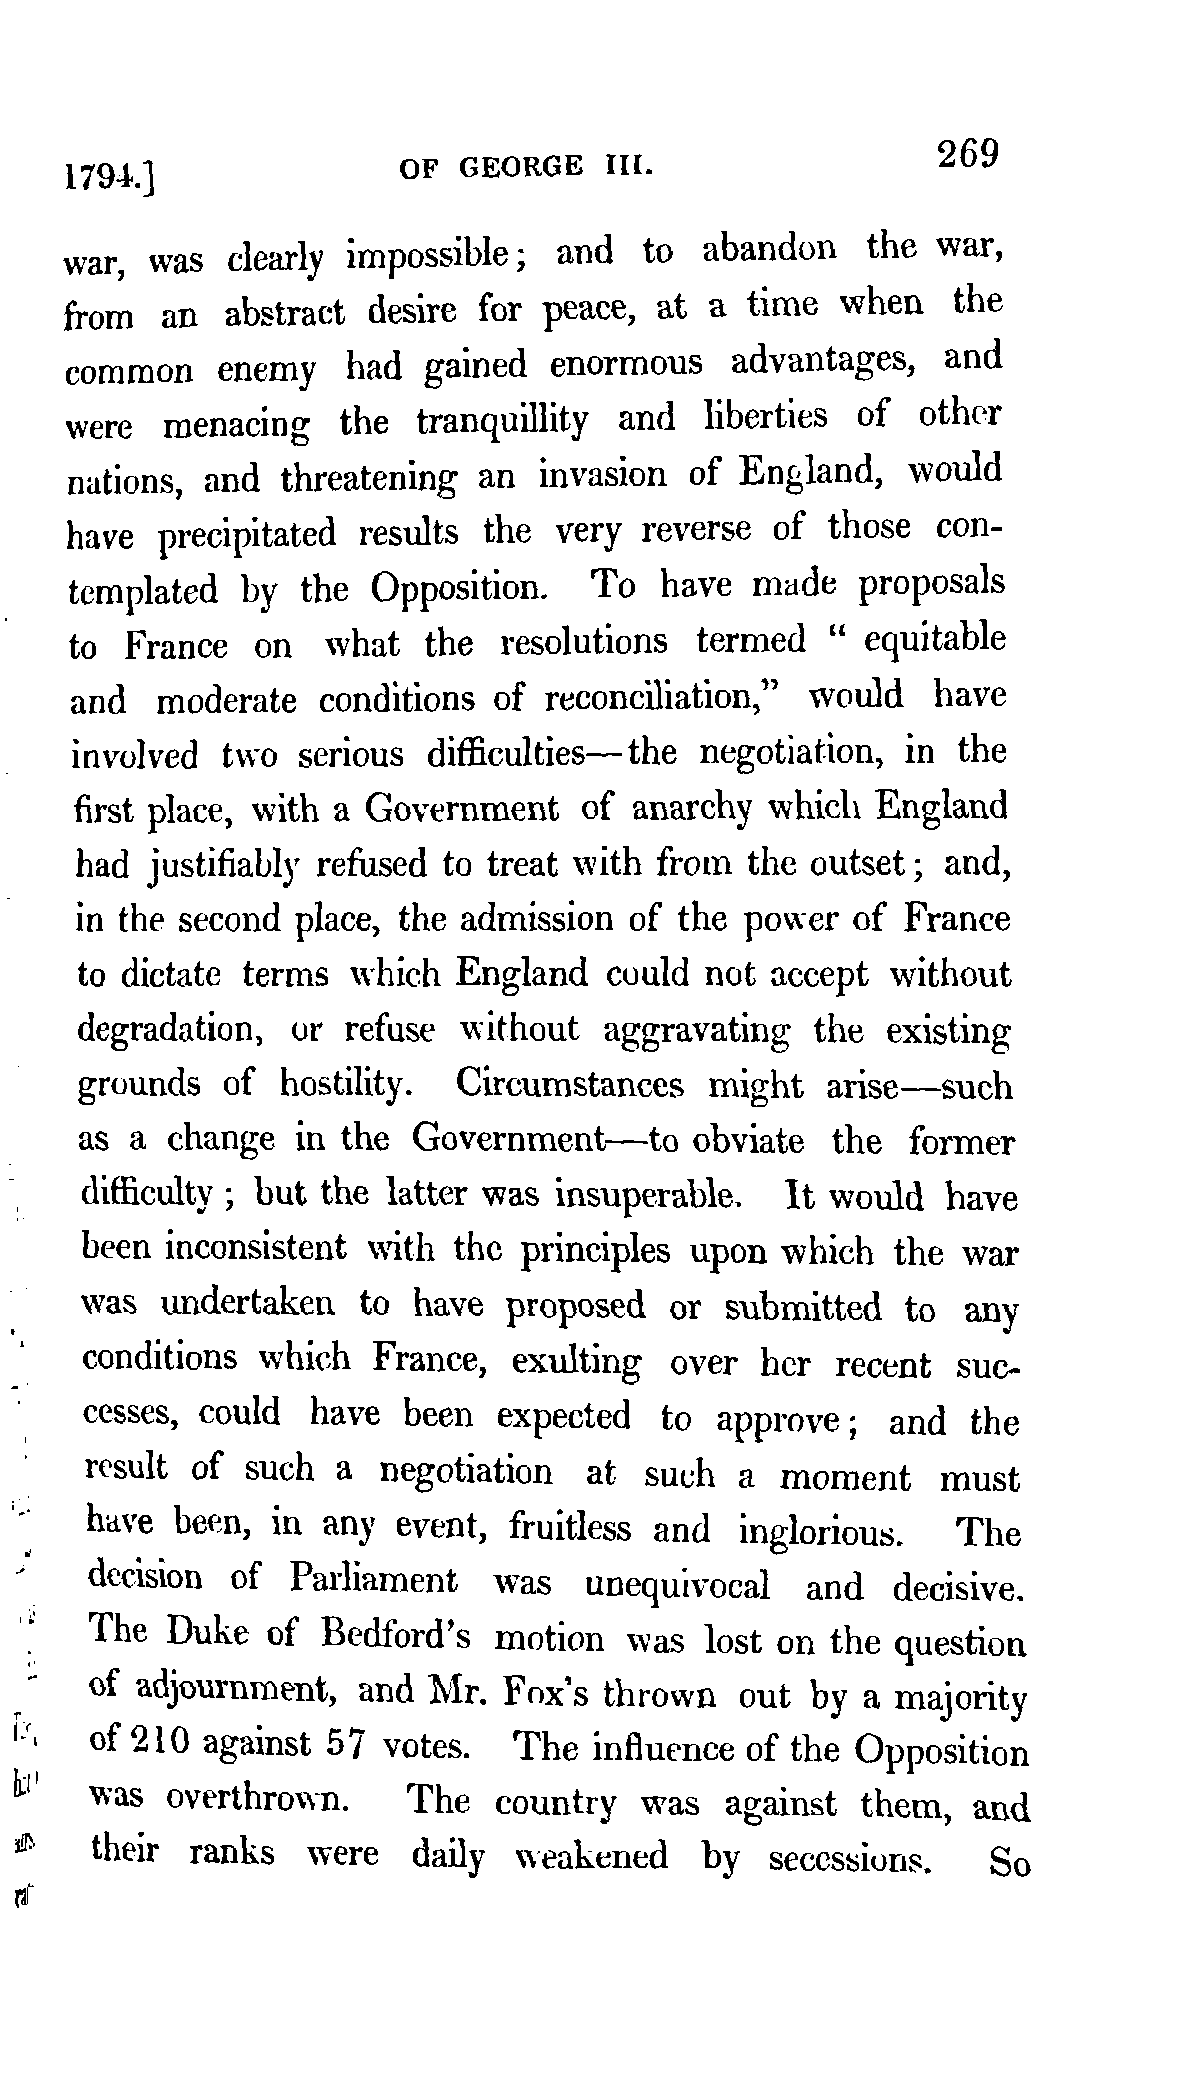 1794.] OF GEORGE III. 269
war, was clearly impossible; and to abandon the war,
from an abstract desire for peace, at a time when the
common enemy had gained enormous advantages, and
were menacing the tranquillity and liberties of other
nations, and threatening an invasion of England, would
have precipitated results the very reverse of those con-
templated by the Opposition. To have made proposals
to France on what the resolutions termed " equitable
and moderate conditions of reconciliation," would have
involved two serious difficulties—the negotiation, in the
first place, with a Government of anarchy which England
had justifiably refused to treat with from the outset; and,
in the second place, the admission of the power of France
to dictate terms which England could not accept without
degradation, or refuse without aggravating the existing
grounds of hostility. Circumstances might arise—such
as a change in the Government—to obviate the former
difficulty; but the latter was insuperable. It would have
been inconsistent with the principles upon which the war
was undertaken to have proposed or submitted to any
conditions which France, exulting over her recent suc-
cesses, could have been expected to approve; and the
result of such a negotiation at such a moment must
have been, in any event, fruitless and inglorious. The
decision of Parliament was unequivocal and decisive.
The Duke of Bedford's motion was lost on the question
of adjournment, and Mr. Fox's thrown out by a majority
of 210 against 57 votes. The influence of the Opposition
was overthrown. The country was against them, and
their ranks were daily weakened by secessions. So